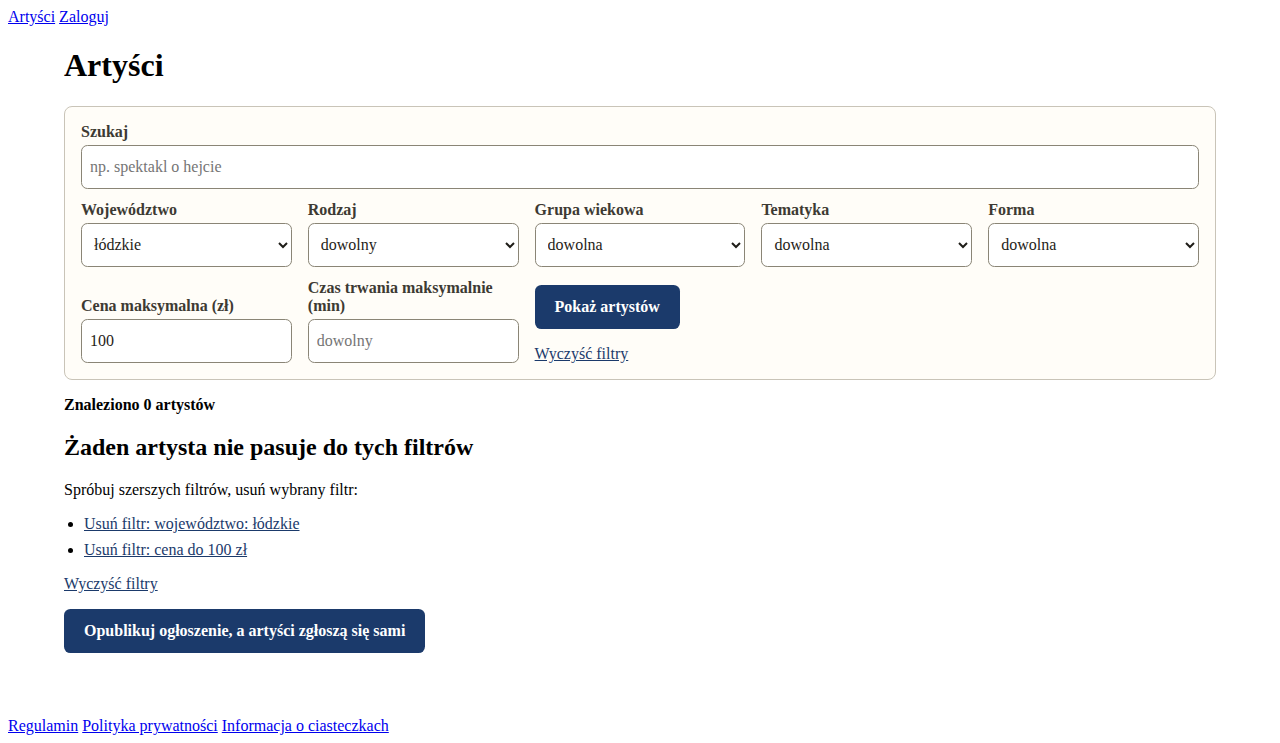 Artyści Zaloguj
Artyści
Szukaj
np. spektakl o hejcie
Województwo Rodzaj Grupa wiekowa Tematyka Forma
łódzkie dowolny dowolna dowolna dowolna
Cena maksymalna (zł)
100
Czas trwania maksymalnie
(min)
dowolny
Pokaż artystów
Wyczyść filtry
Znaleziono 0 artystów
Żaden artysta nie pasuje do tych filtrów
Spróbuj szerszych filtrów, usuń wybrany filtr:
Usuń filtr: województwo: łódzkie
Usuń filtr: cena do 100 zł
Wyczyść filtry
Opublikuj ogłoszenie, a artyści zgłoszą się sami
Regulamin Polityka prywatności Informacja o ciasteczkach